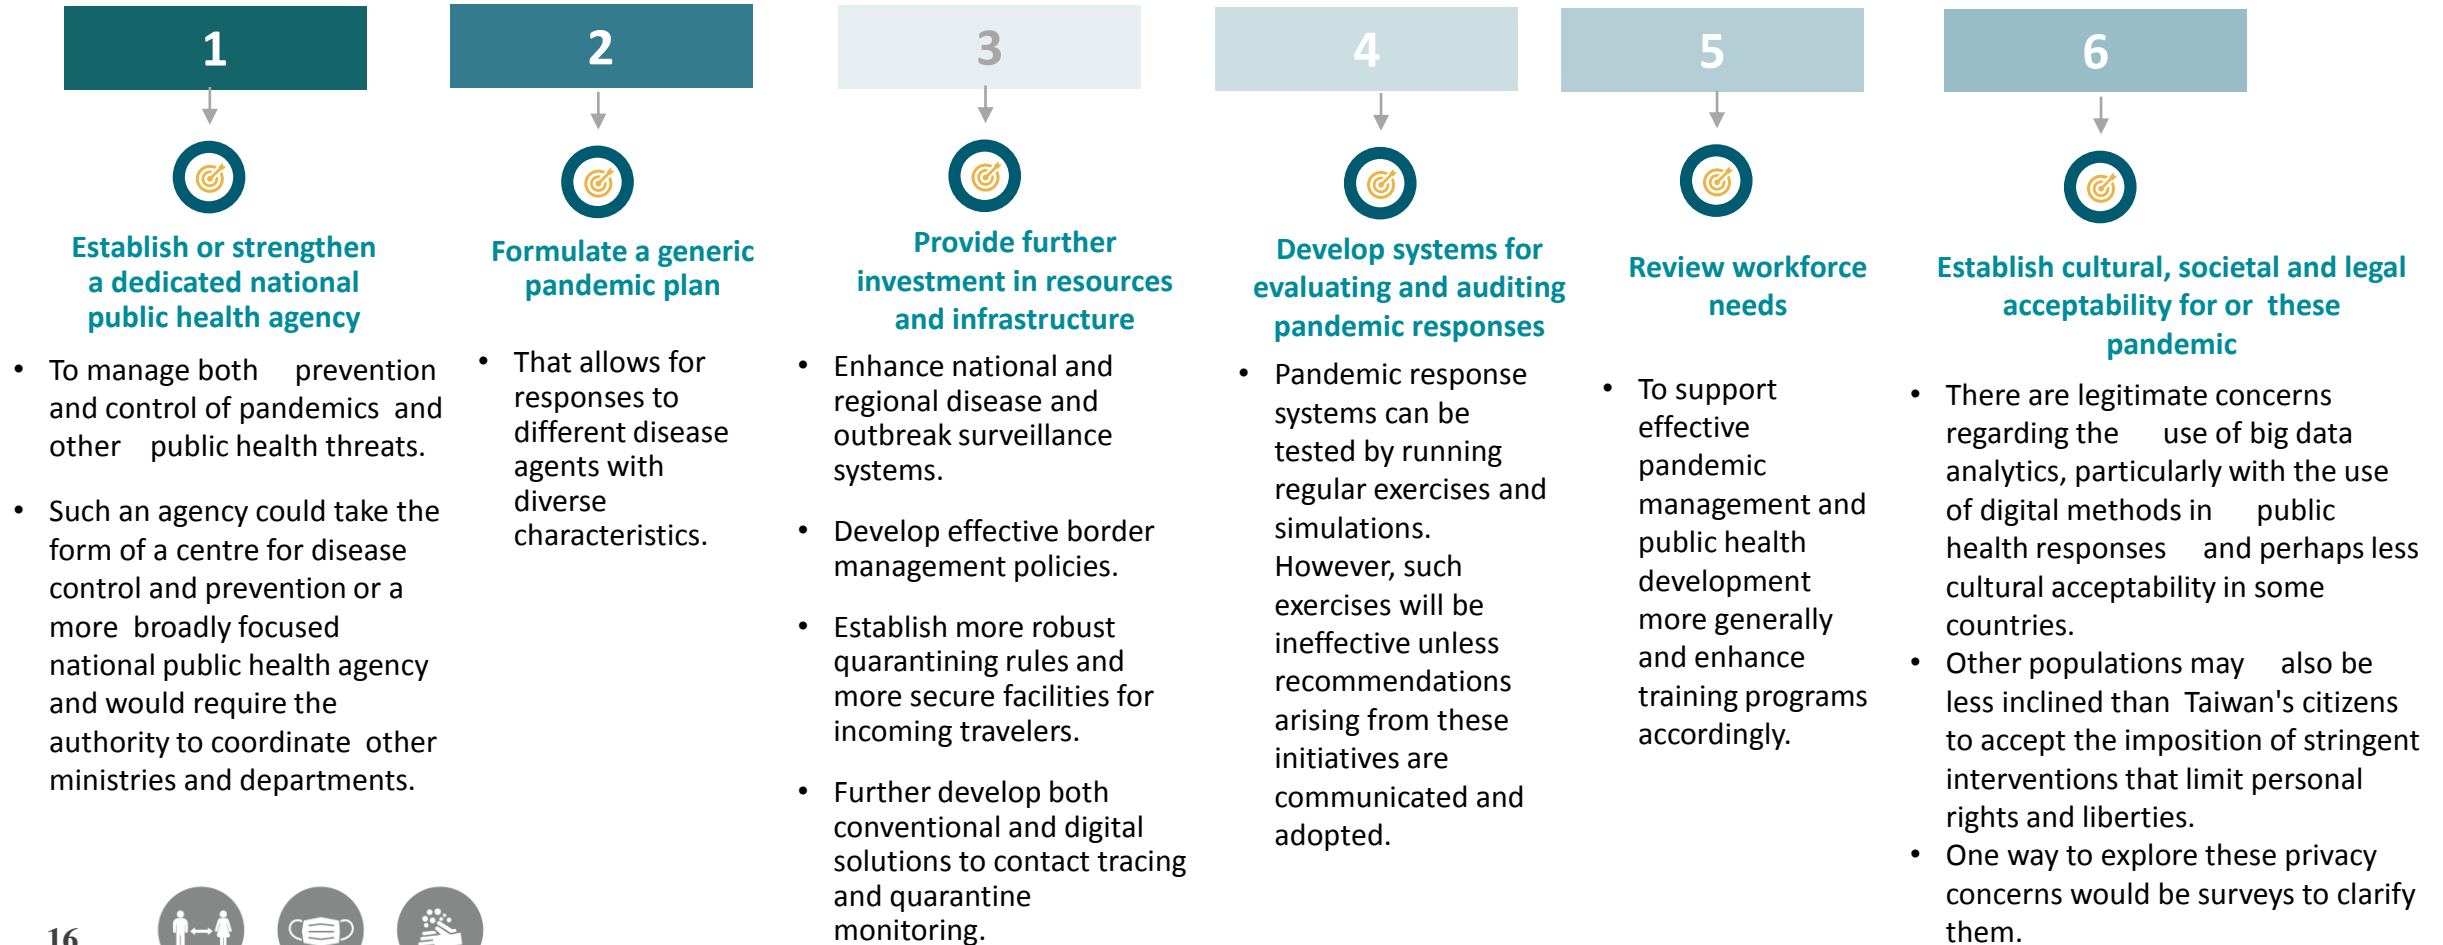 1
Establish or strengthen
a dedicated national
public health agency
• To manage both prevention
and control of pandemics and
other public health threats.
• Such an agency could take the
form of a centre for disease
control and prevention or a
more broadly focused
national public health agency
and would require the
authority to coordinate other
ministries and departments.
2
Formulate a generic
pandemic plan
• That allows for
responses to
different disease
agents with
diverse
characteristics.
3
Provide further
investment in resources
and infrastructure
• Enhance national and
regional disease and
outbreak surveillance
systems.
• Develop effective border
management policies.
• Establish more robust
quarantining rules and
more secure facilities for
incoming travelers.
• Further develop both
conventional and digital
solutions to contact tracing
and quarantine
monitoring.
4
Develop systems for
evaluating and auditing
pandemic responses
• Pandemic response
systems can be
tested by running
regular exercises and
simulations.
However, such
exercises will be
ineffective unless
recommendations
arising from these
initiatives are
communicated and
adopted.
5
Review workforce
needs
• To support
effective
pandemic
management and
public health
development
more generally
and enhance
training programs
accordingly.
6
Establish cultural, societal and legal
acceptability for or these
pandemic
• There are legitimate concerns
regarding the use of big data
analytics, particularly with the use
of digital methods in public
health responses and perhaps less
cultural acceptability in some
countries.
• Other populations may also be
less inclined than Taiwan's citizens
to accept the imposition of stringent
interventions that limit personal
rights and liberties.
• One way to explore these privacy
concerns would be surveys to clarify
them.
16